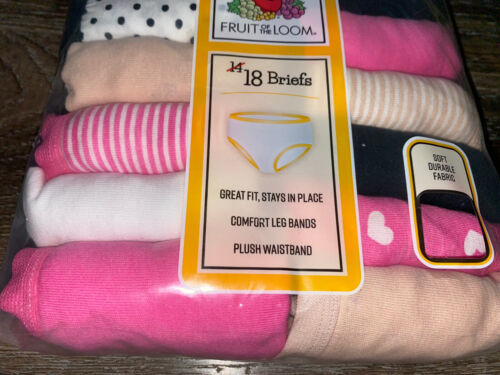 FRUIT OF THE LOOM®
14 18 Briefs
GREAT FIT, STAYS IN PLACE
COMFORT LEG BANDS
PLUSH WAISTBAND
SOFT
DURABLE
FABRIC